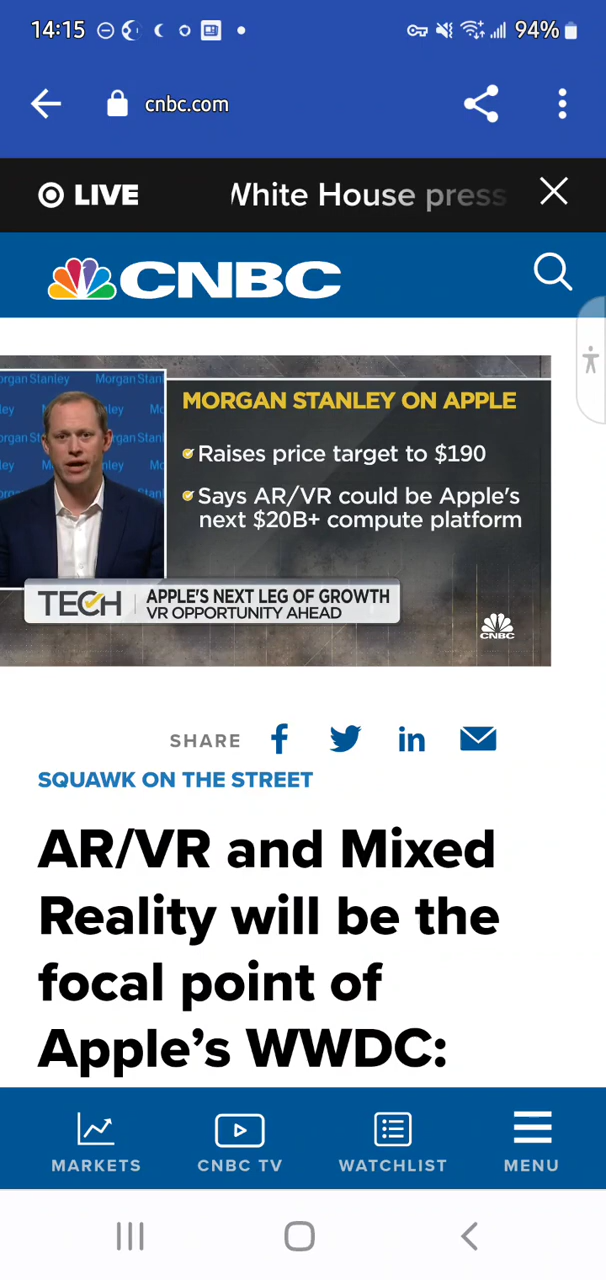 14:15
94%
cnbc.com
LIVE
White House press
CNBC
Morgan Stanley
MORGAN STANLEY ON APPLE
Raises price target to $190
Says AR/VR could be Apple's
next $20B+ compute platform
TECH
APPLE'S NEXT LEG OF GROWTH
VR OPPORTUNITY AHEAD
CNBC
SHARE
SQUAWK ON THE STREET
AR/VR and Mixed
Reality will be the
focal point of
Apple’s WWDC:
MARKETS
CNBC TV
WATCHLIST
MENU